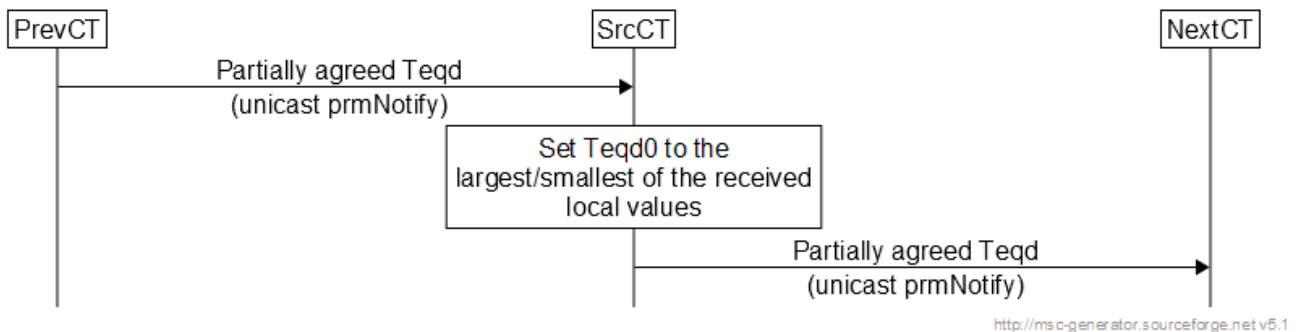 PrevCT
SrcCT
NextCT
Partially agreed Teqd
(unicast prmNotify)
Set Teqd0 to the
largest/smallest of the received
local values
Partially agreed Teqd
(unicast prmNotify)
http://msc-generator.sourceforge.net v5.1